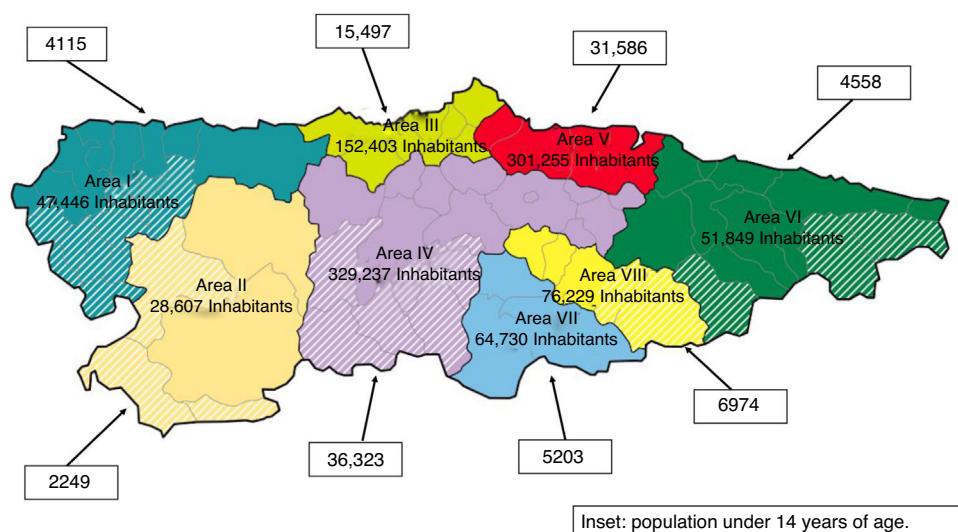 4115
15,497
31,586
4558
Area III
152,403 Inhabitants
Area V
301,255 Inhabitants
Area I
47,446 Inhabitants
Area VI
51,849 Inhabitants
Area IV
329,237 Inhabitants
Area II
28,607 Inhabitants
Area VIII
76,229 Inhabitants
Area VII
64,730 Inhabitants
6974
2249
36,323
5203
Inset: population under 14 years of age.